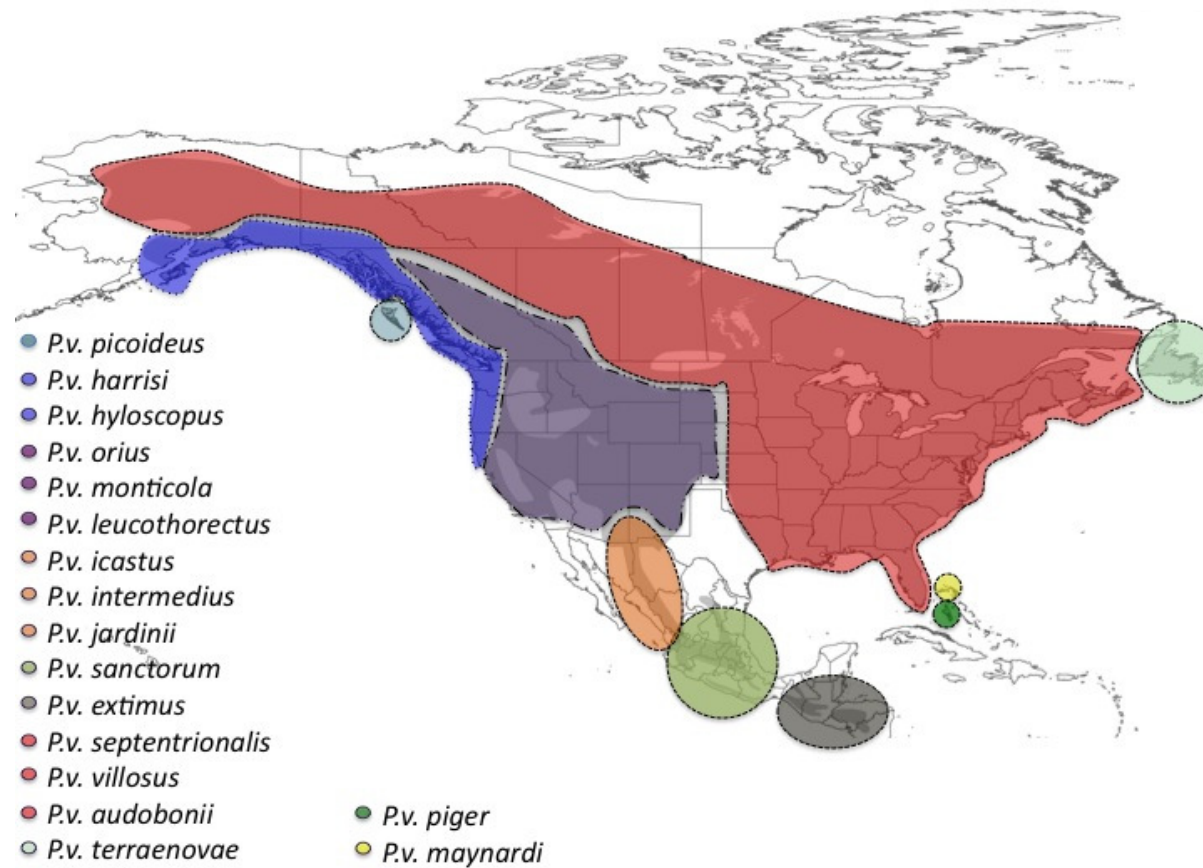 P.v. picoideus
P.v. harrisi
P.v. hyloscopus
P.v. orius
P.v. monticola
P.v. leucothorectus
P.v. icastus
P.v. intermedius
P.v. jardinii
P.v. sanctorum
P.v. extimus
P.v. septentrionalis
P.v. villosus
P.v. audobonii
P.v. terraenovae
P.v. piger
P.v. maynardi